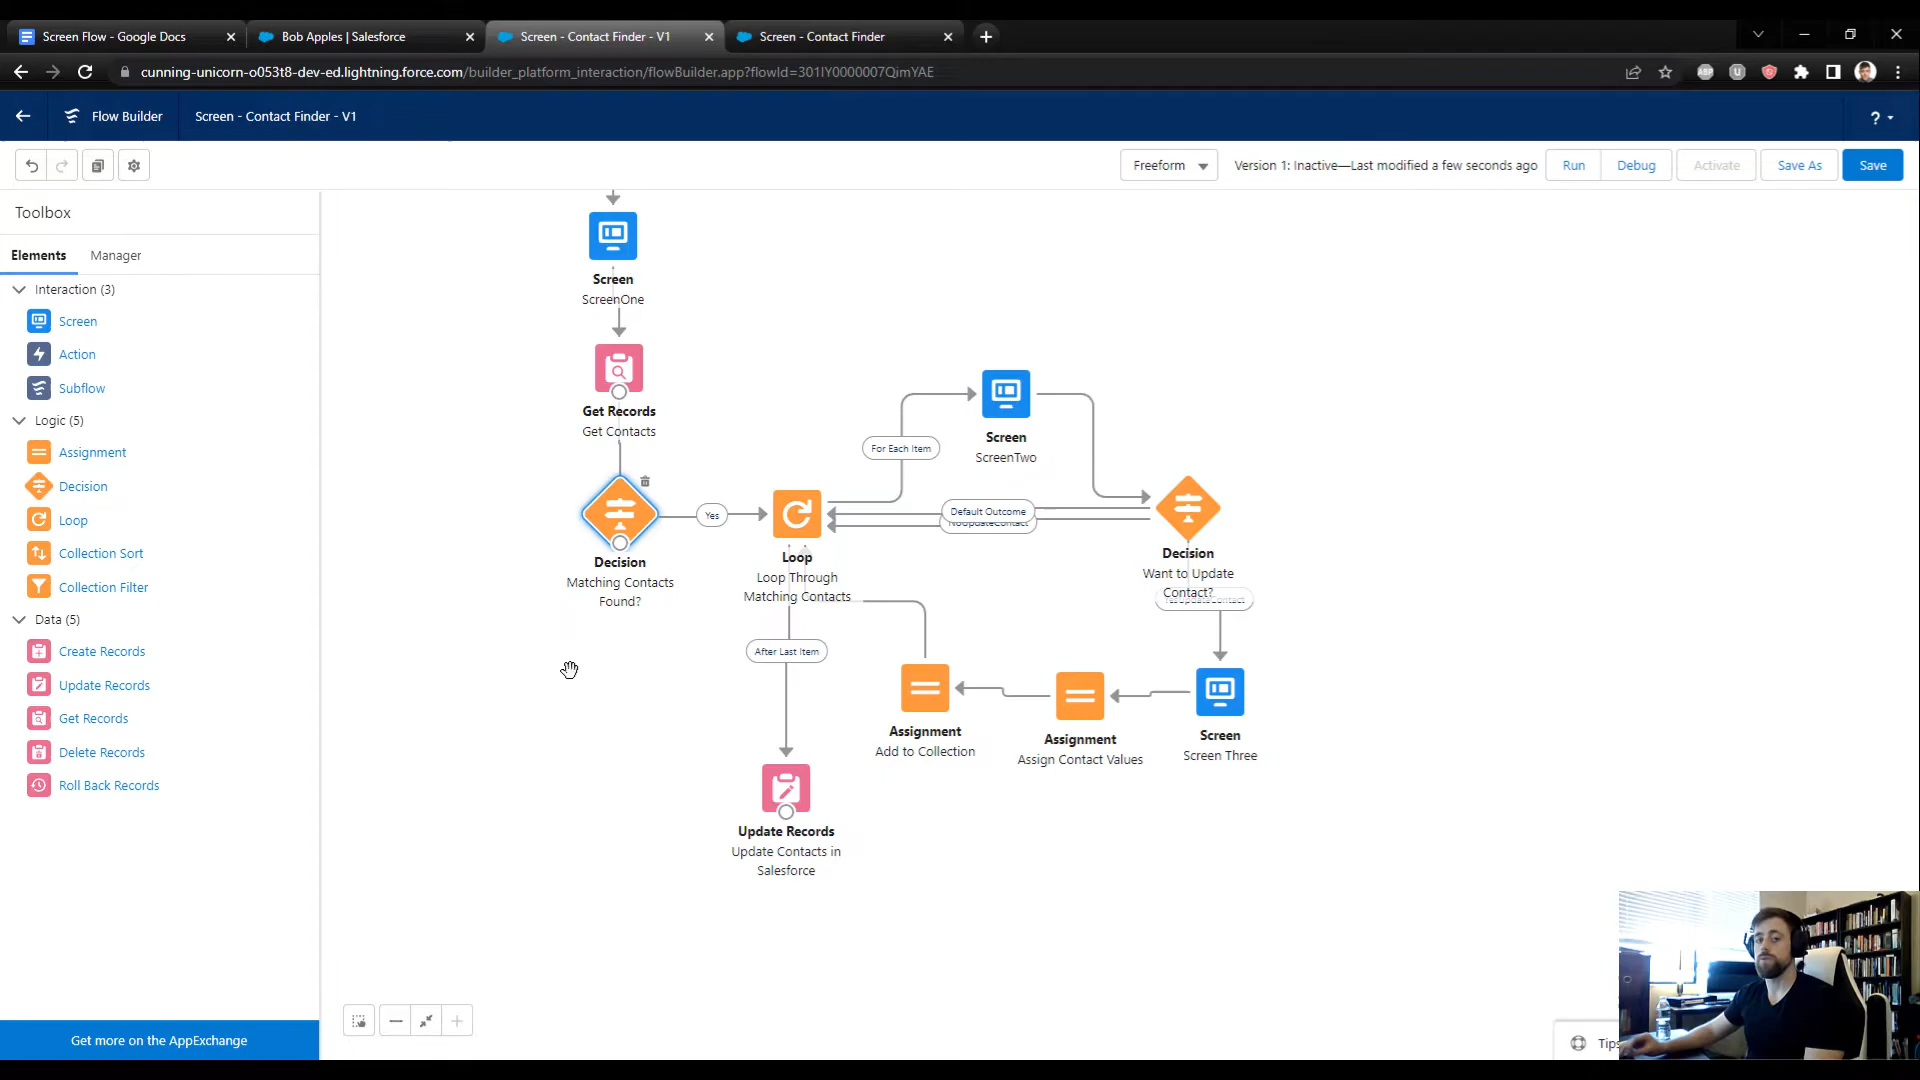 Screen Flow - Google Docs
Bob Apples | Salesforce
Screen - Contact Finder - V1
Screen - Contact Finder
cunning-unicorn-o053t8-dev-ed.lightning.force.com/builder_platform_interaction/flowBuilder.app?flowId=301IY0000007QimYAE
Flow Builder
Screen - Contact Finder - V1
?
Freeform
Version 1: Inactive—Last modified a few seconds ago
Run
Debug
Activate
Save As
Save
Toolbox
Elements
Manager
Interaction (3)
Screen
Action
Subflow
Logic (5)
Assignment
Decision
Loop
Collection Sort
Collection Filter
Data (5)
Create Records
Update Records
Get Records
Delete Records
Roll Back Records
Get more on the AppExchange
Screen
ScreenOne
Get Records
Get Contacts
Decision
Matching Contacts
Found?
Yes
Loop
Loop Through
Matching Contacts
For Each Item
Screen
ScreenTwo
Default Outcome
NoUpdateContact
Decision
Want to Update
Contact?
YesUpdateContact
Screen
Screen Three
Assignment
Assign Contact Values
Assignment
Add to Collection
After Last Item
Update Records
Update Contacts in
Salesforce
Tips